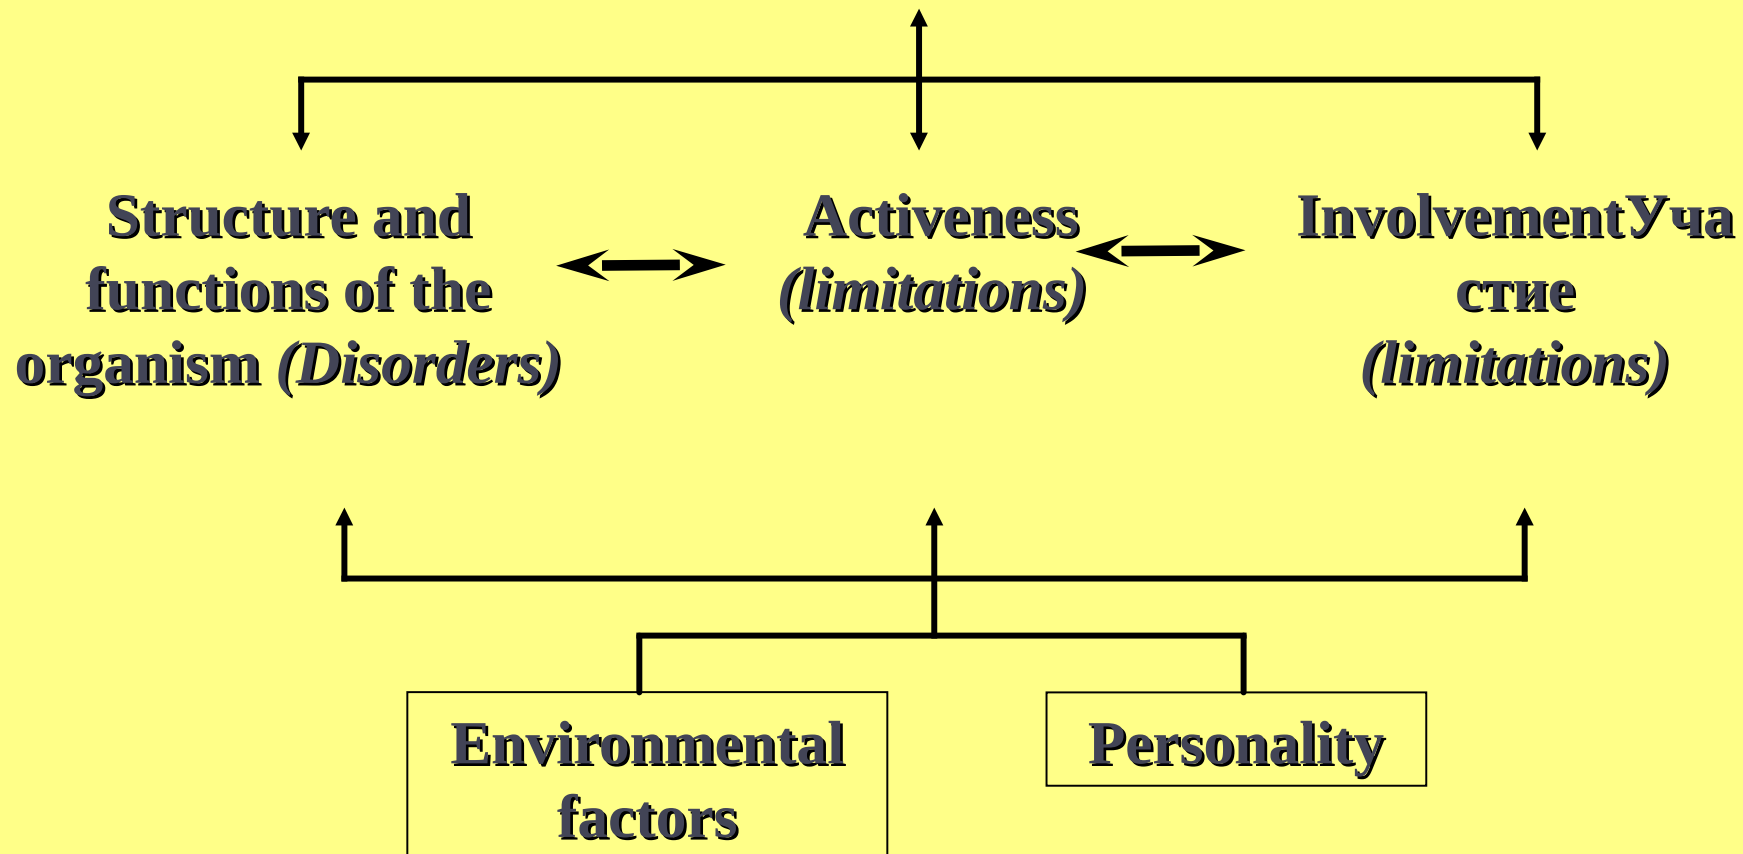 Structure and
functions of the
organism (Disorders)
Activeness
(limitations)
InvolvementУча
стие
(limitations)
Environmental
factors
Personality